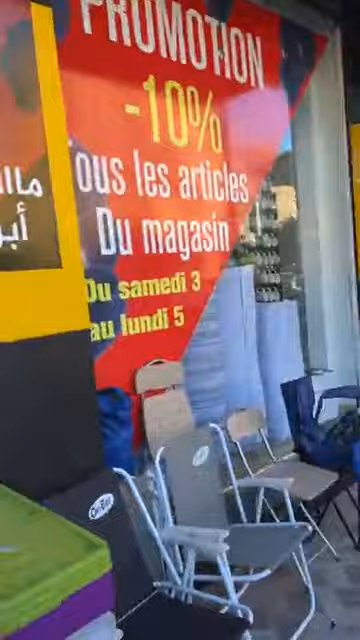 PROMOTION
-10%
Tous les articles
Du magasin
Du samedi 3
au lundi 5